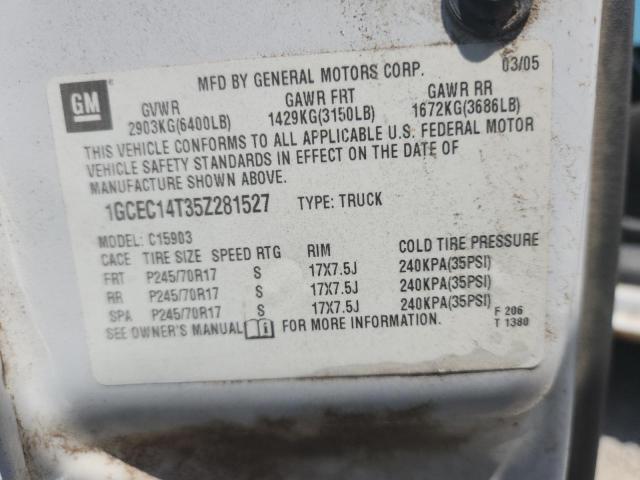 MFD BY GENERAL MOTORS CORP. 03/05
GM
GVWR GAWR FRT GAWR RR
2903KG(6400LB) 1429KG(3150LB) 1672KG(3686LB)
THIS VEHICLE CONFORMS TO ALL APPLICABLE U.S. FEDERAL MOTOR
VEHICLE SAFETY STANDARDS IN EFFECT ON THE DATE OF
MANUFACTURE SHOWN ABOVE.
1GCEC14T35Z281527 TYPE: TRUCK
MODEL: C15903
CACE TIRE SIZE SPEED RTG RIM COLD TIRE PRESSURE
FRT P245/70R17 S 17X7.5J 240KPA(35PSI)
RR P245/70R17 S 17X7.5J 240KPA(35PSI)
SPA P245/70R17 S 17X7.5J 240KPA(35PSI)
SEE OWNER'S MANUAL i FOR MORE INFORMATION.
F 206
T 1380